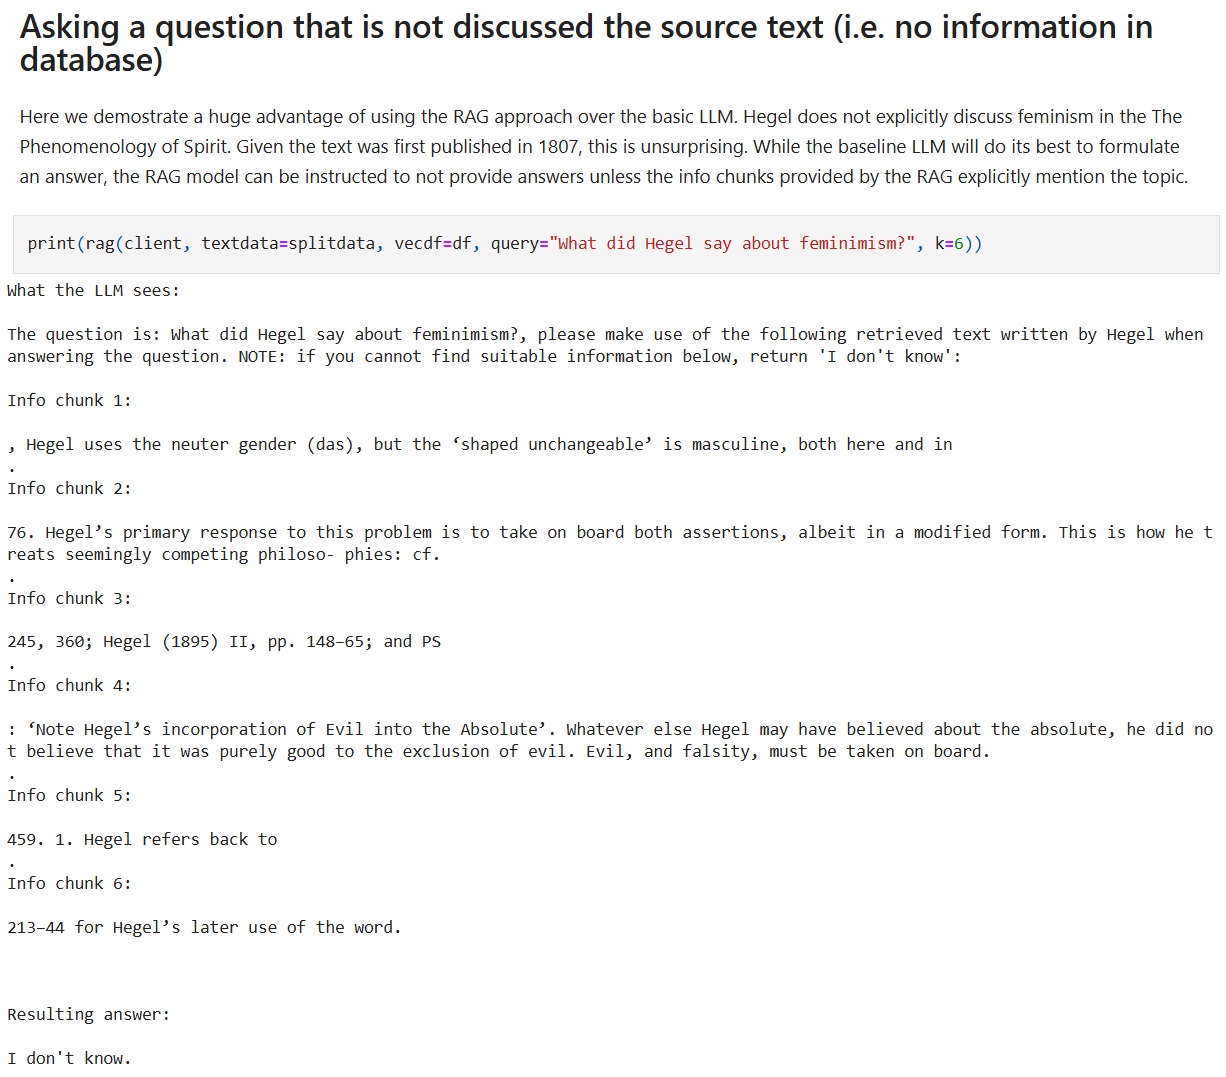 Asking a question that is not discussed the source text (i.e. no information in
database)
Here we demostrate a huge advantage of using the RAG approach over the basic LLM. Hegel does not explicitly discuss feminism in the The
Phenomenology of Spirit. Given the text was first published in 1807, this is unsurprising. While the baseline LLM will do its best to formulate
an answer, the RAG model can be instructed to not provide answers unless the info chunks provided by the RAG explicitly mention the topic.
print(rag(client, textdata=splitdata, vecdf=df, query="What did Hegel say about feminimism?", k=6))
What the LLM sees:
The question is: What did Hegel say about feminimism?, please make use of the following retrieved text written by Hegel when
answering the question. NOTE: if you cannot find suitable information below, return 'I don't know':
Info chunk 1:
, Hegel uses the neuter gender (das), but the ‘shaped unchangeable’ is masculine, both here and in
.
Info chunk 2:
76. Hegel’s primary response to this problem is to take on board both assertions, albeit in a modified form. This is how he t
reats seemingly competing philoso- phies: cf.
.
Info chunk 3:
245, 360; Hegel (1895) II, pp. 148–65; and PS
.
Info chunk 4:
: ‘Note Hegel’s incorporation of Evil into the Absolute’. Whatever else Hegel may have believed about the absolute, he did no
t believe that it was purely good to the exclusion of evil. Evil, and falsity, must be taken on board.
.
Info chunk 5:
459. 1. Hegel refers back to
.
Info chunk 6:
213–44 for Hegel’s later use of the word.
Resulting answer:
I don't know.